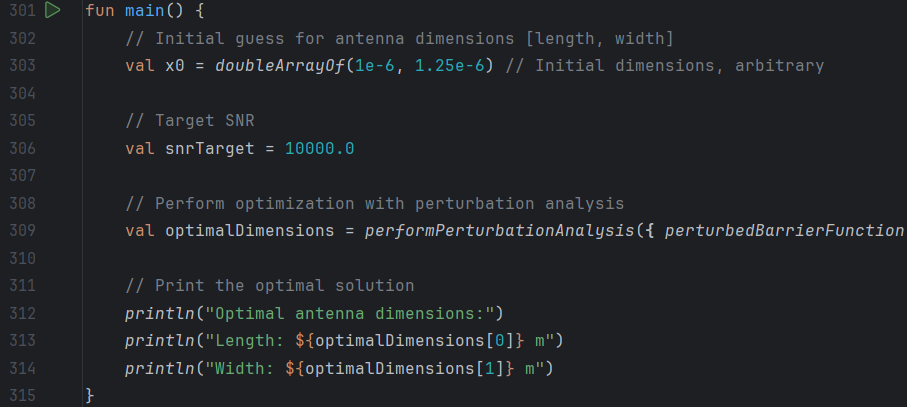 301 fun main() {
302     // Initial guess for antenna dimensions [length, width]
303     val x0 = doubleArrayOf(1e-6, 1.25e-6) // Initial dimensions, arbitrary
304
305     // Target SNR
306     val snrTarget = 10000.0
307
308     // Perform optimization with perturbation analysis
309     val optimalDimensions = performPerturbationAnalysis({ perturbedBarrierFunction
310
311     // Print the optimal solution
312     println("Optimal antenna dimensions:")
313     println("Length: ${optimalDimensions[0]} m")
314     println("Width: ${optimalDimensions[1]} m")
315 }